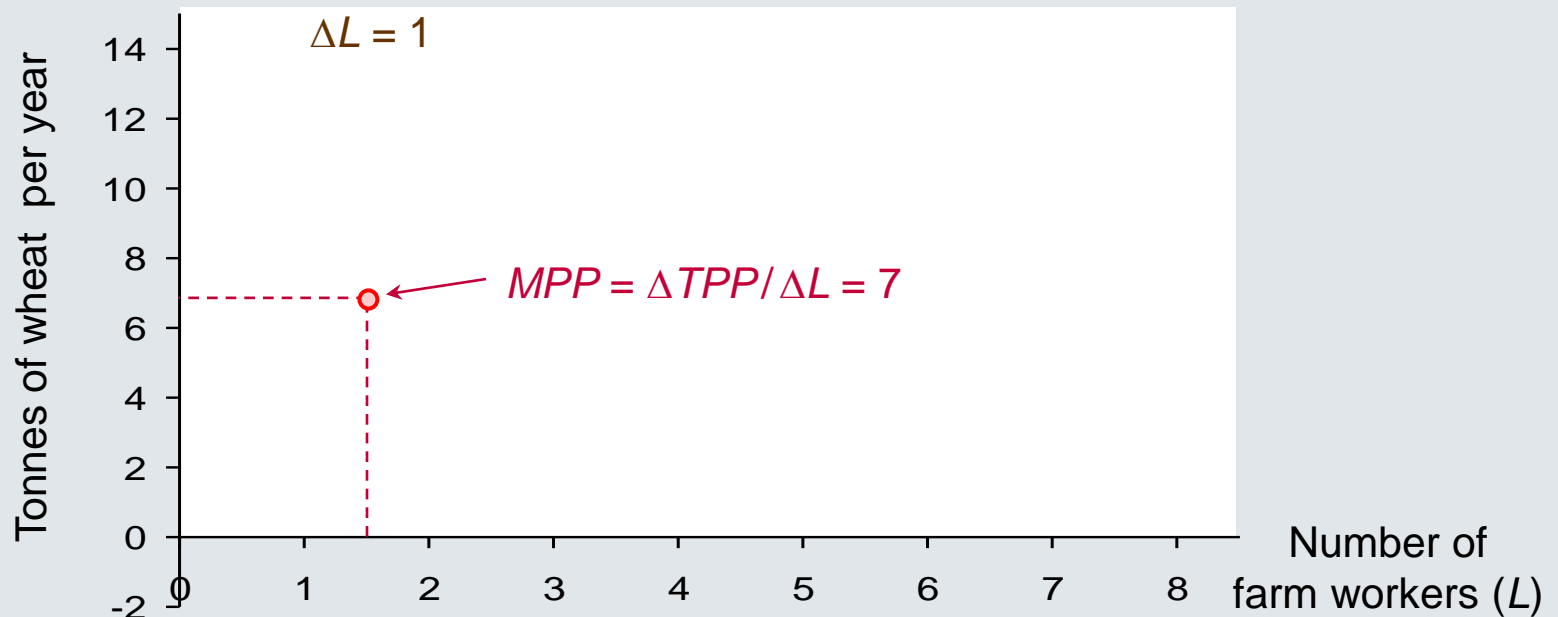 ΔL = 1
Tonnes of wheat per year
14
12
10
8
6
4
2
0
-2
MPP = ΔTPP/ΔL = 7
0 1 2 3 4 5 6 7 8
Number of
farm workers (L)